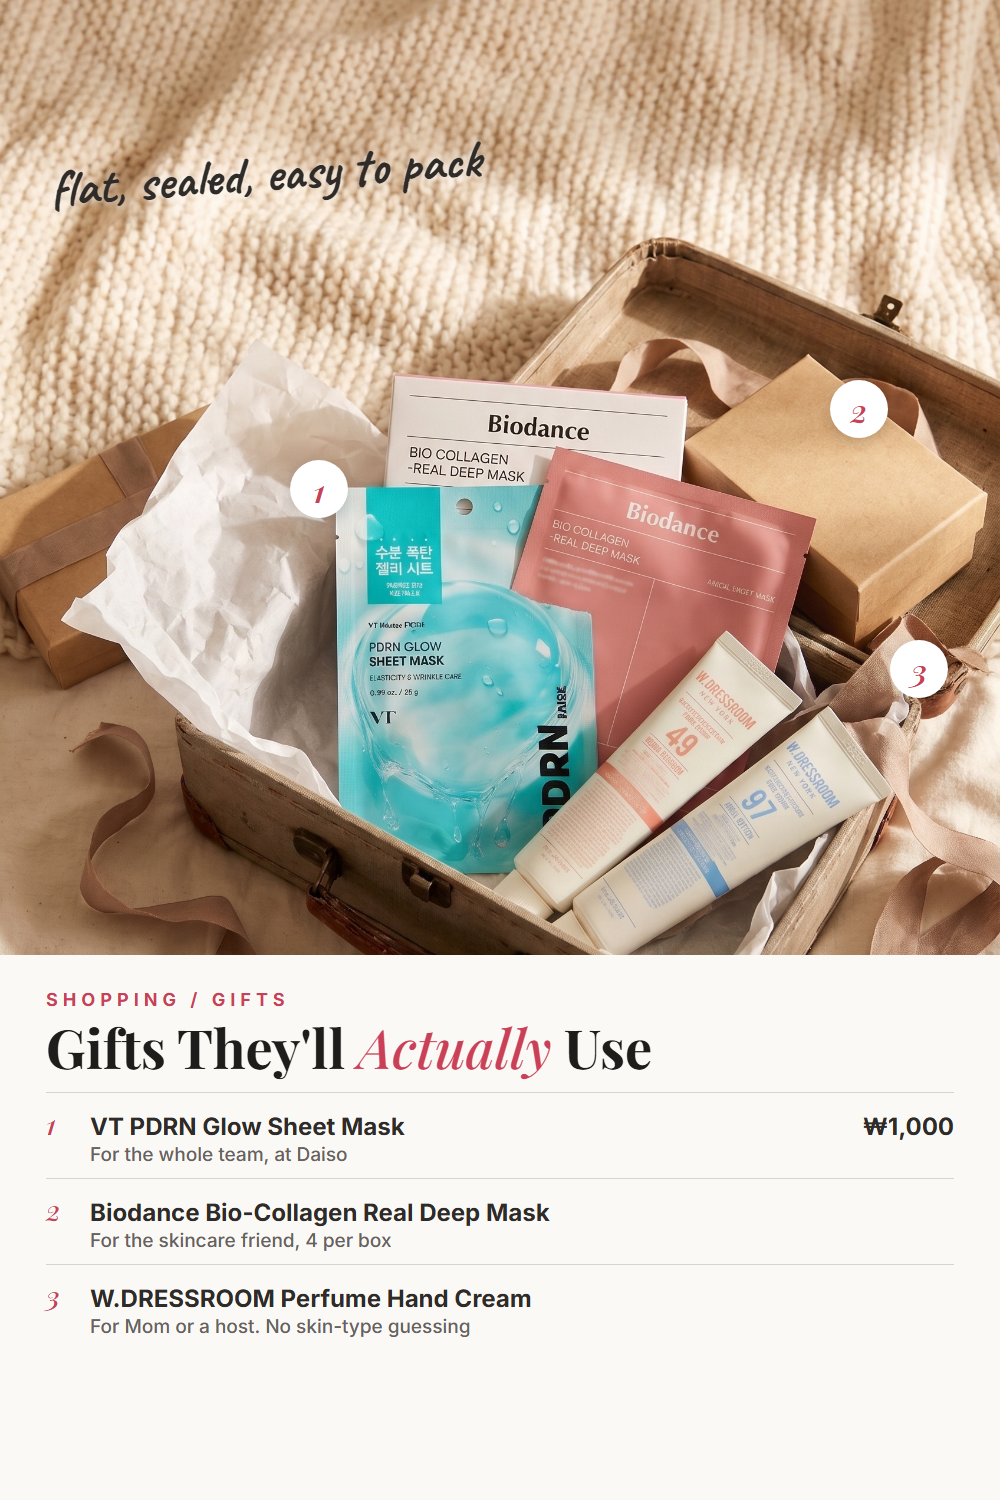 flat, sealed, easy to pack
1
2
3
Biodance
BIO COLLAGEN
-REAL DEEP MASK
Biodance
BIO COLLAGEN
-REAL DEEP MASK
수분 폭탄
젤리 시트
VT
PDRN GLOW
SHEET MASK
ELASTICITY & WRINKLE CARE
0.99 oz. / 25 g
VT
W.DRESSROOM
NEW YORK
49
W.DRESSROOM
NEW YORK
97
SHOPPING / GIFTS
Gifts They'll Actually Use
1 VT PDRN Glow Sheet Mask ₩1,000
For the whole team, at Daiso
2 Biodance Bio-Collagen Real Deep Mask
For the skincare friend, 4 per box
3 W.DRESSROOM Perfume Hand Cream
For Mom or a host. No skin-type guessing